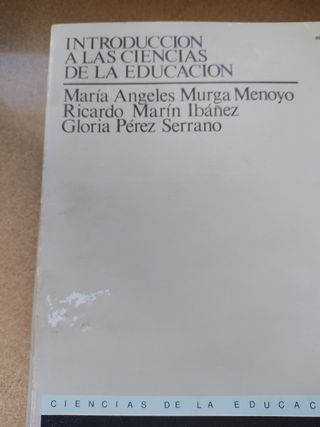 INTRODUCCION
A LAS CIENCIAS
DE LA EDUCACION
María Angeles Murga Menoyo
Ricardo Marín Ibáñez
Gloria Pérez Serrano
CIENCIAS DE LA EDUCAC